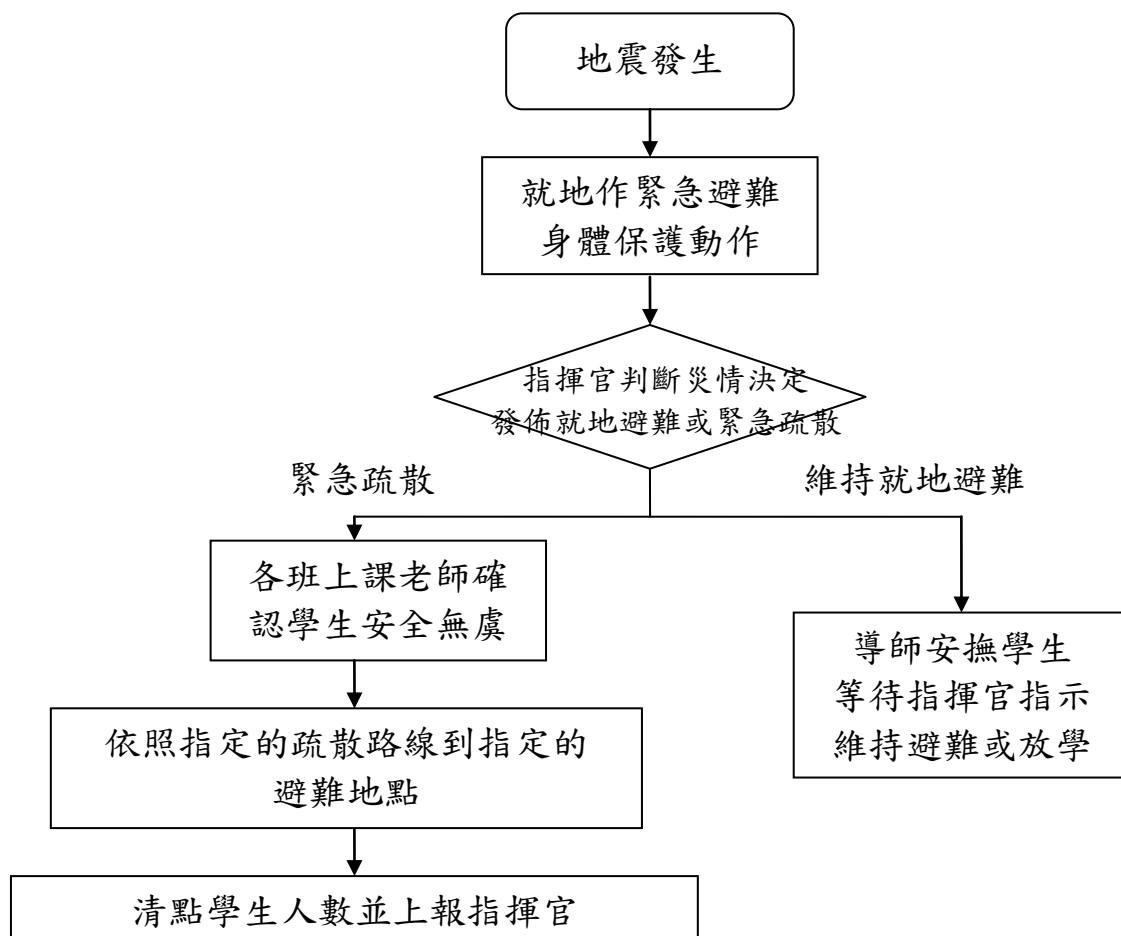 地震發生
就地作緊急避難
身體保護動作
指揮官判斷災情決定
發佈就地避難或緊急疏散
緊急疏散
維持就地避難
各班上課老師確
認學生安全無虞
導師安撫學生
等待指揮官指示
維持避難或放學
依照指定的疏散路線到指定的
避難地點
清點學生人數並上報指揮官